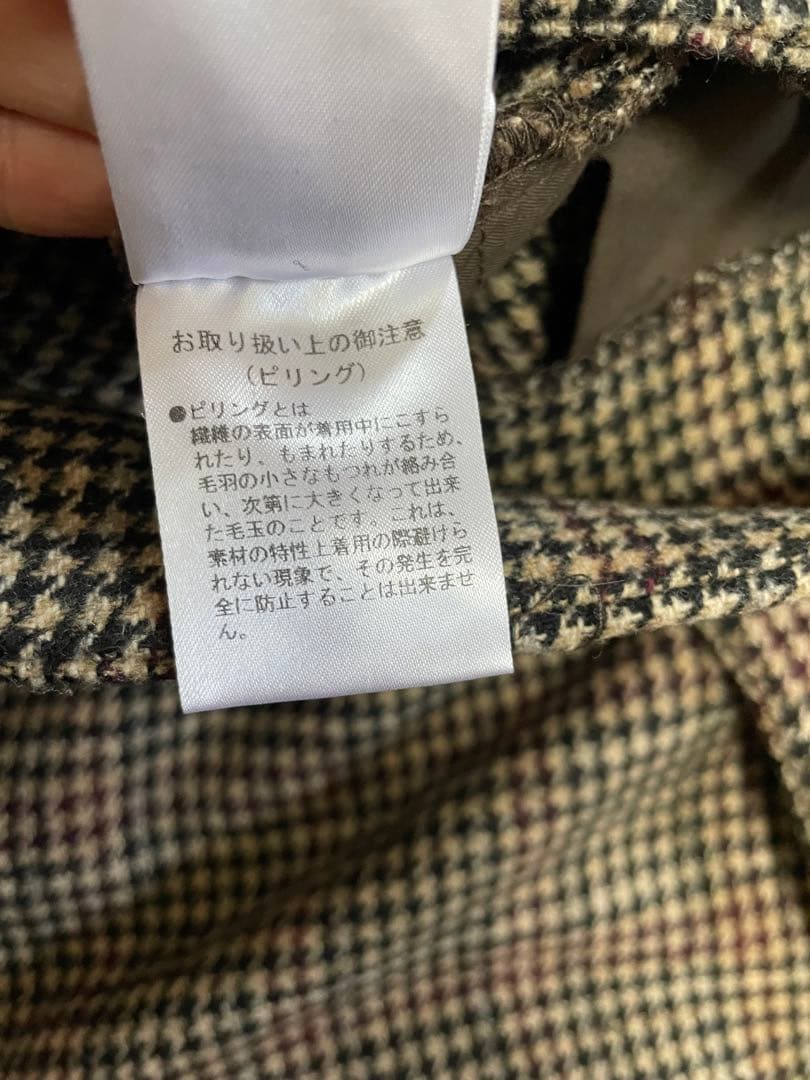 お取り扱い上の御注意
(ピリング)
●ピリングとは
繊維の表面が着用中にこすら
れたり、もまれたりするため、
毛羽の小さなもつれが絡み合
い、次第に大きくなって出来
た毛玉のことです。これは、
素材の特性上着用の際避けら
れない現象で、その発生を完
全に防止することは出来ませ
ん。